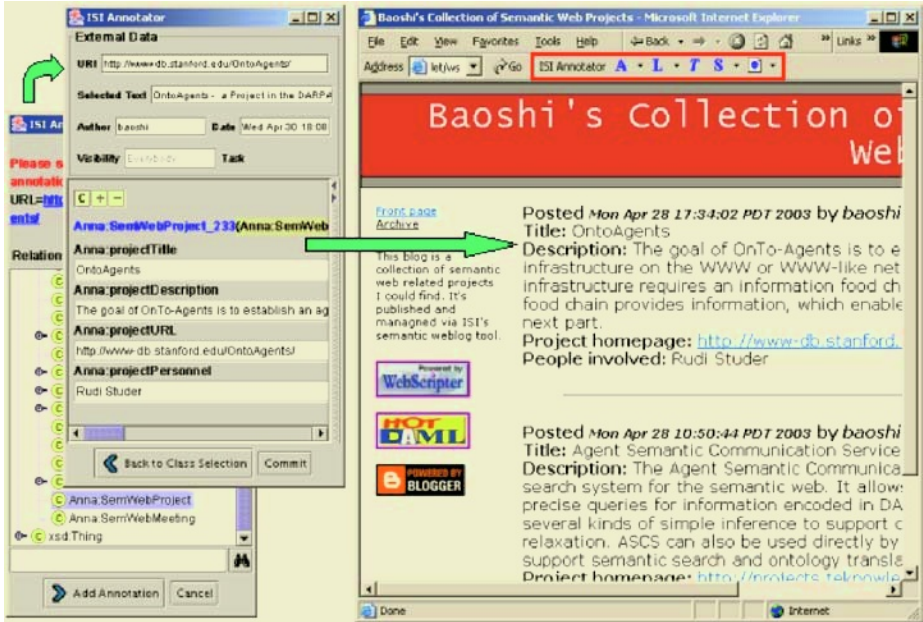 ISI Annotator
External Data
URI http://www-db.stanford.edu/OntoAgents/
Selected Text OntoAgents - a Project in the DARPA
Author baoshi Date Wed Apr 30 18:08
Visibility Everybody Task
C + −
Anna:SemWebProject_233(Anna:SemWeb
Anna:projectTitle
OntoAgents
Anna:projectDescription
The goal of OnTo-Agents is to establish an ag
Anna:projectURL
http://www-db.stanford.edu/OntoAgents/
Anna:projectPersonnel
Rudi Studer
Back to Class Selection Commit
ISI An
Please s
annotatio
URL=http
ents/
Relation
C Anna:SemWebProject
C Anna:SemWebMeeting
C xsd:Thing
Add Annotation Cancel
Baoshi's Collection of Semantic Web Projects - Microsoft Internet Explorer
File Edit View Favorites Tools Help Back Links »
Address let/ws Go ISI Annotator A L T S
Baoshi's Collection of
Wel
Front page
Archive
This blog is a
collection of semantic
web related projects
I could find. It's
published and
managned via ISI's
semantic weblog tool.
Powered by
WebScripter
HOT
DAML
POWERED BY
BLOGGER
Posted Mon Apr 28 17:34:02 PDT 2003 by baoshi
Title: OntoAgents
Description: The goal of OnTo-Agents is to e
infrastructure on the WWW or WWW-like net
infrastructure requires an information food ch
food chain provides information, which enable
next part.
Project homepage: http://www-db.stanford.
People involved: Rudi Studer
Posted Mon Apr 28 10:50:44 PDT 2003 by baoshi
Title: Agent Semantic Communication Service
Description: The Agent Semantic Communica
search system for the semantic web. It allows
precise queries for information encoded in DA
several kinds of simple inference to support c
relaxation. ASCS can also be used directly by
support semantic search and ontology transla
Project homepage: http://projects.teknowle
Done Internet